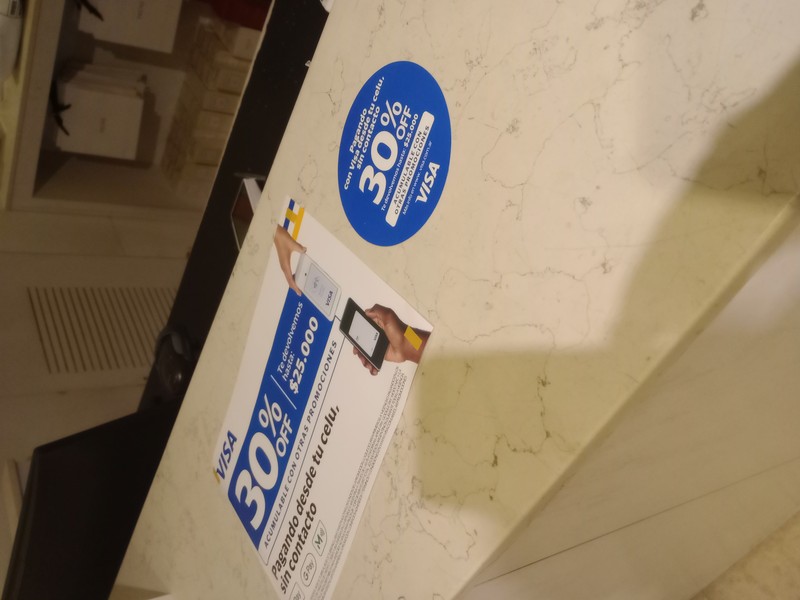 Pagando
con Visa desde tu celu,
sin contacto
30%
OFF
Te devolvemos hasta: $25.000
ACUMULABLE CON
OTRAS PROMOCIONES
VISA
VISA
30%
OFF
Te devolvemos
hasta:
$25.000
ACUMULABLE CON OTRAS PROMOCIONES
Pagando desde tu celu,
sin contacto
VISA